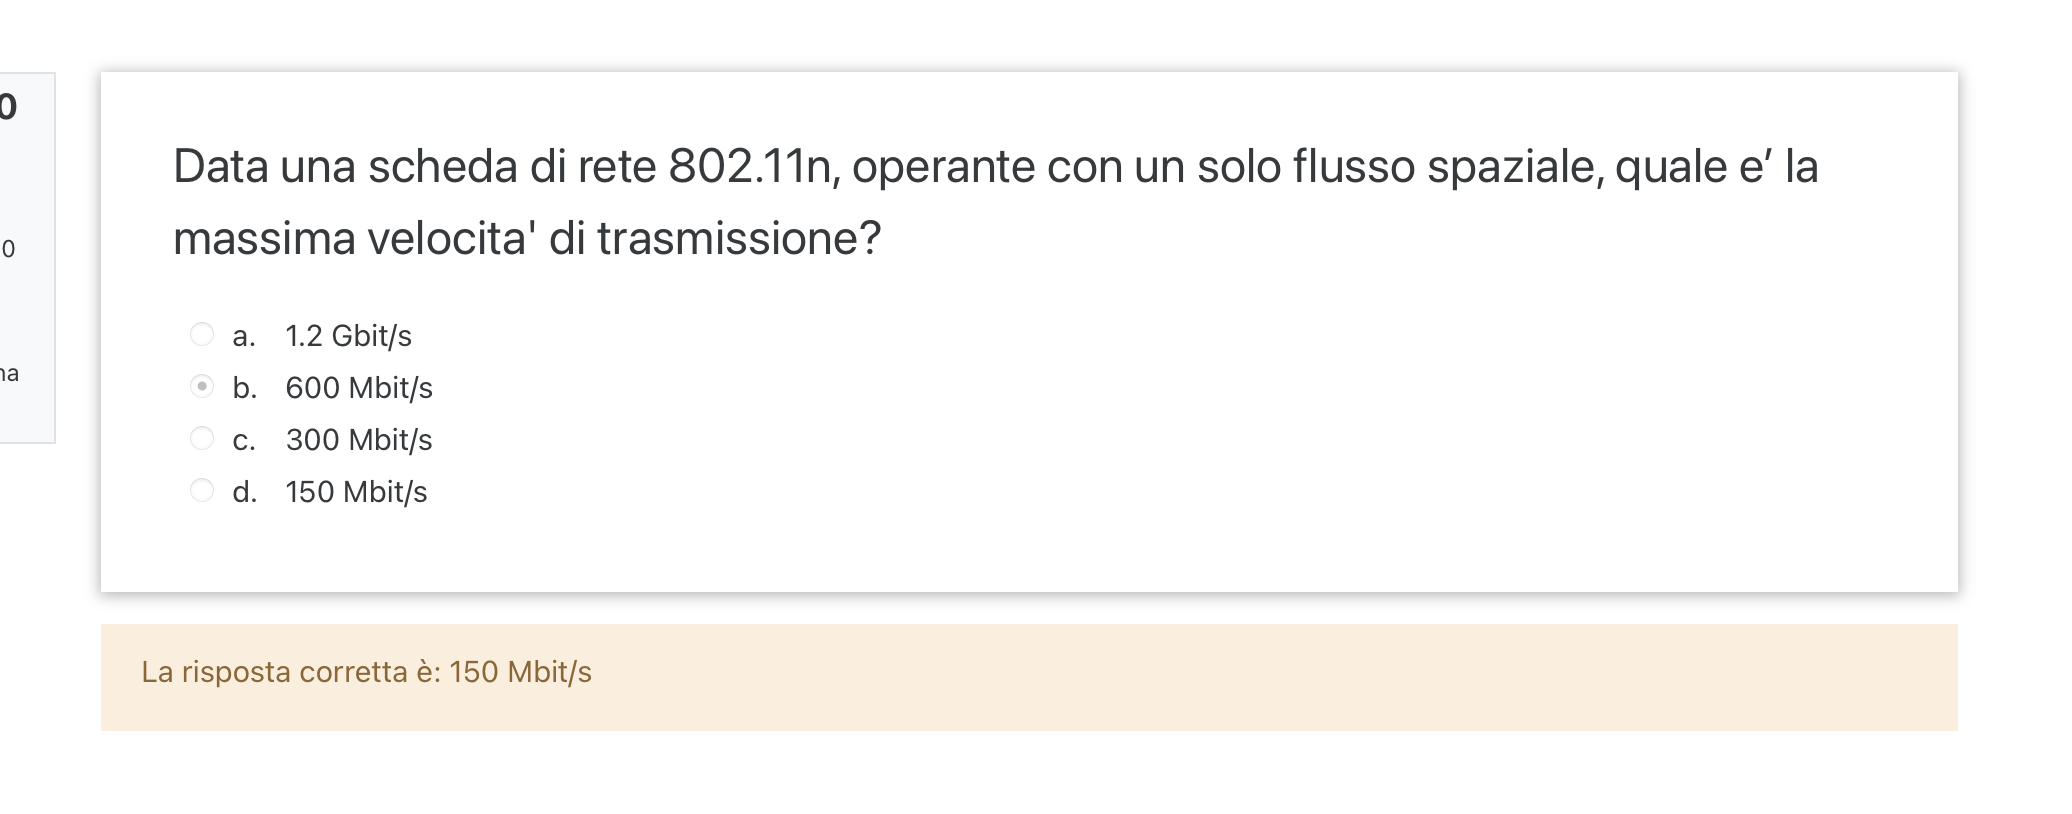 0
Data una scheda di rete 802.11n, operante con un solo flusso spaziale, quale e’ la
massima velocita' di trasmissione?
0
a. 1.2 Gbit/s
na
b. 600 Mbit/s
c. 300 Mbit/s
d. 150 Mbit/s
La risposta corretta è: 150 Mbit/s